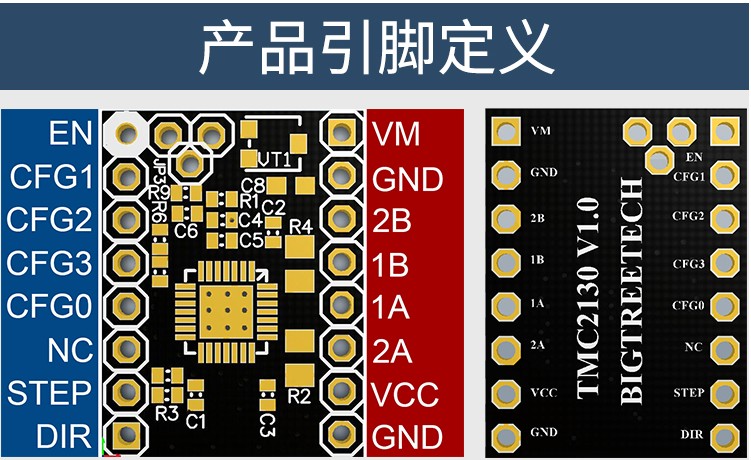 产品引脚定义
EN
CFG1
CFG2
CFG3
CFG0
NC
STEP
DIR
VT1
JP3
R9
R6
C8
R1
C2
C4
C6
C5
R4
R3
C1
C3
R2
VM
GND
2B
1B
1A
2A
VCC
GND
VM
GND
2B
1B
1A
2A
VCC
GND
TMC2130 V1.0
BIGTREETECH
EN
CFG1
CFG2
CFG3
CFG0
NC
STEP
DIR